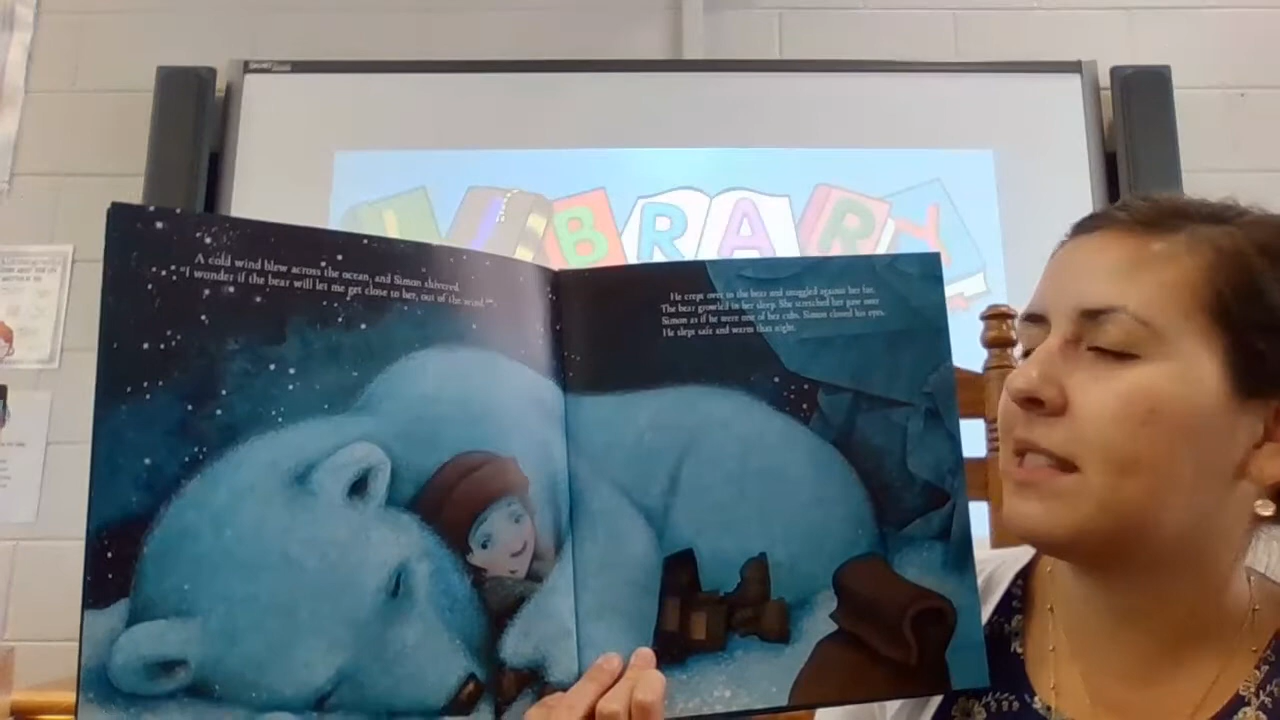 LIBRARY
A cold wind blew across the ocean, and Simon shivered.
"I wonder if the bear will let me get close to her, out of the wind
He crept over to the bear and snuggled against her fur.
The bear growled in her sleep. She stretched her paw over
Simon as if he were one of her cubs. Simon closed his eyes.
He slept safe and warm that night.